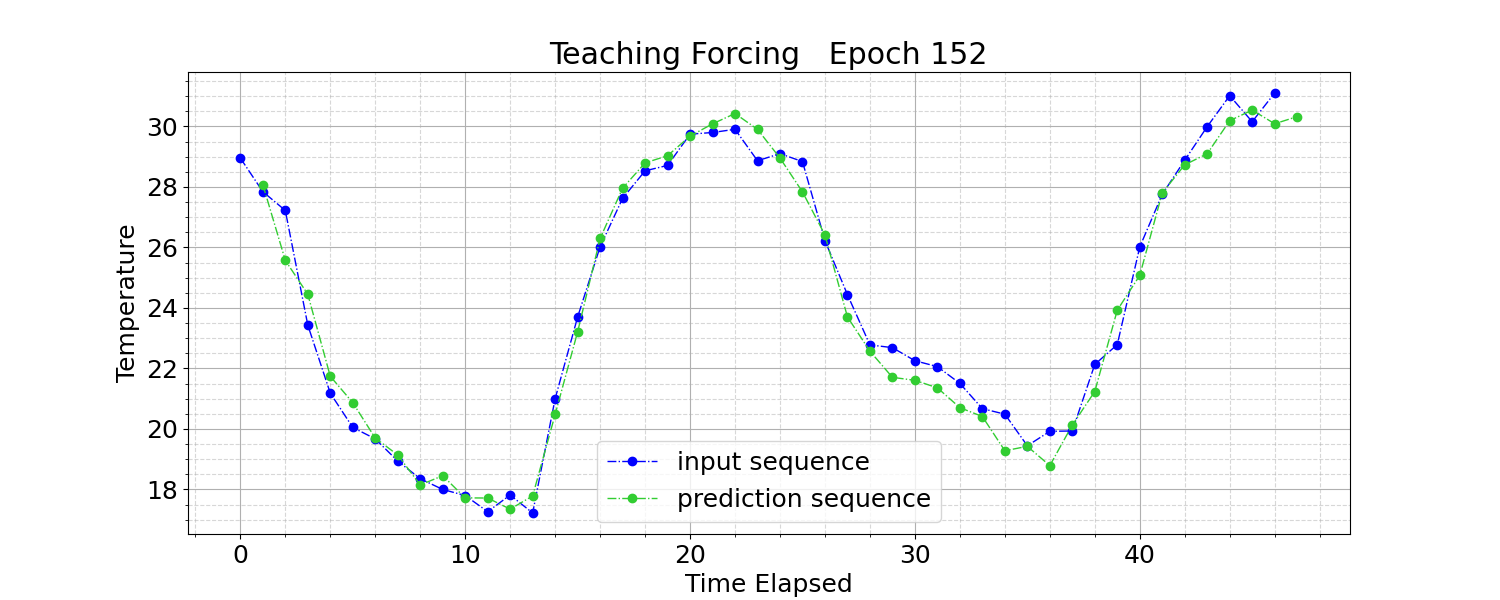 Teaching Forcing   Epoch 152
Temperature
30
28
26
24
22
20
18
input sequence
prediction sequence
0 10 20 30 40
Time Elapsed